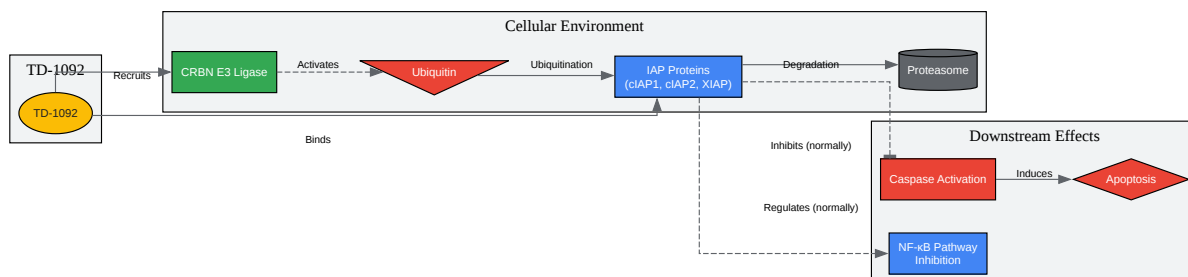 Cellular Environment
TD-1092
Recruits
CRBN E3 Ligase
Activates
Ubiquitin
Ubiquitination
IAP Proteins
(cIAP1, cIAP2, XIAP)
Degradation
Proteasome
TD-1092
Binds
Downstream Effects
Inhibits (normally)
Caspase Activation
Induces
Apoptosis
Regulates (normally)
NF-κB Pathway
Inhibition